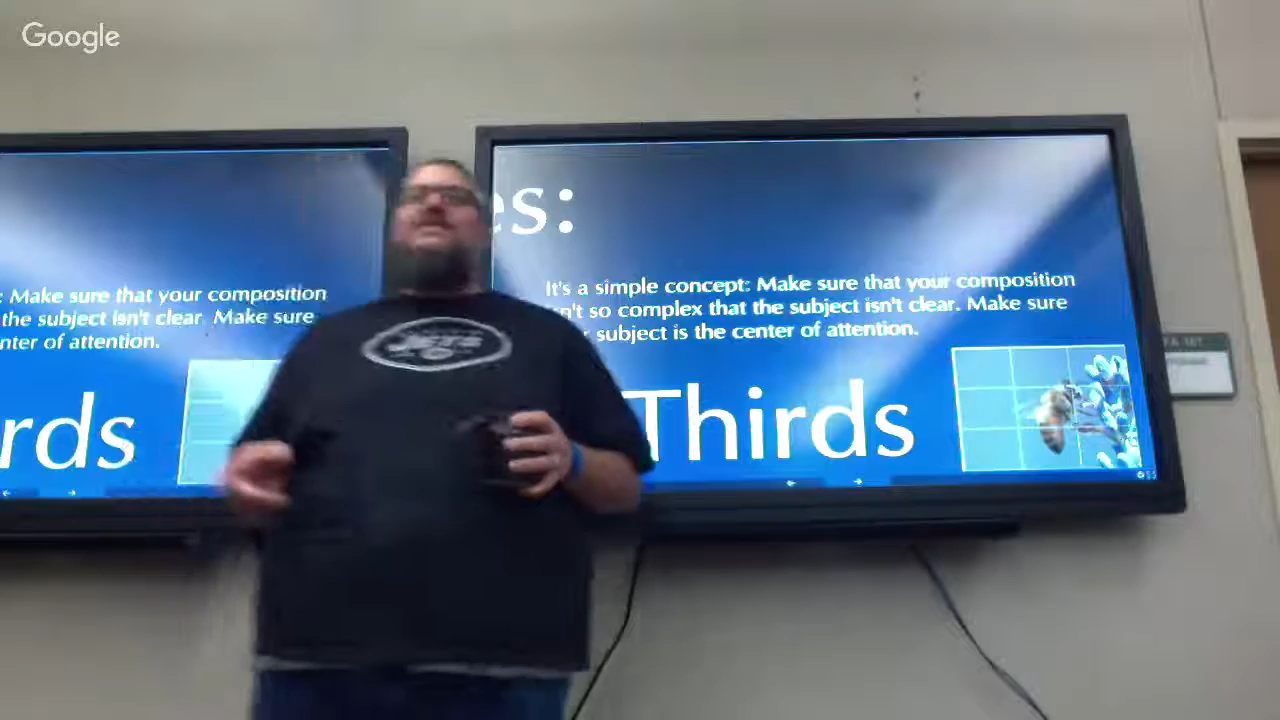 Google
es:
: Make sure that your composition
the subject isn't clear. Make sure
nter of attention.
rds
JETS
It's a simple concept: Make sure that your composition
n't so complex that the subject isn't clear. Make sure
subject is the center of attention.
Thirds